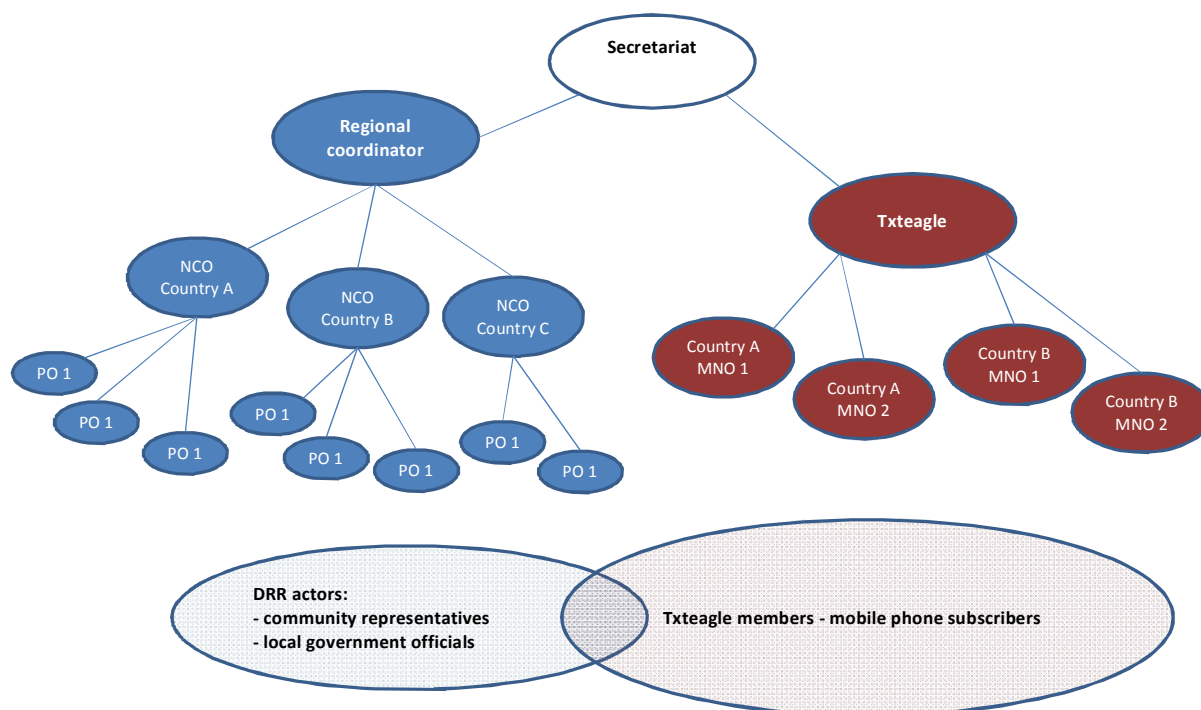 Secretariat
Regional
coordinator
Txteagle
NCO
Country A
NCO
Country B
NCO
Country C
PO 1
PO 1
PO 1
PO 1
PO 1
PO 1
PO 1
PO 1
Country A
MNO 1
Country A
MNO 2
Country B
MNO 1
Country B
MNO 2
DRR actors:
- community representatives
- local government officials
Txteagle members - mobile phone subscribers